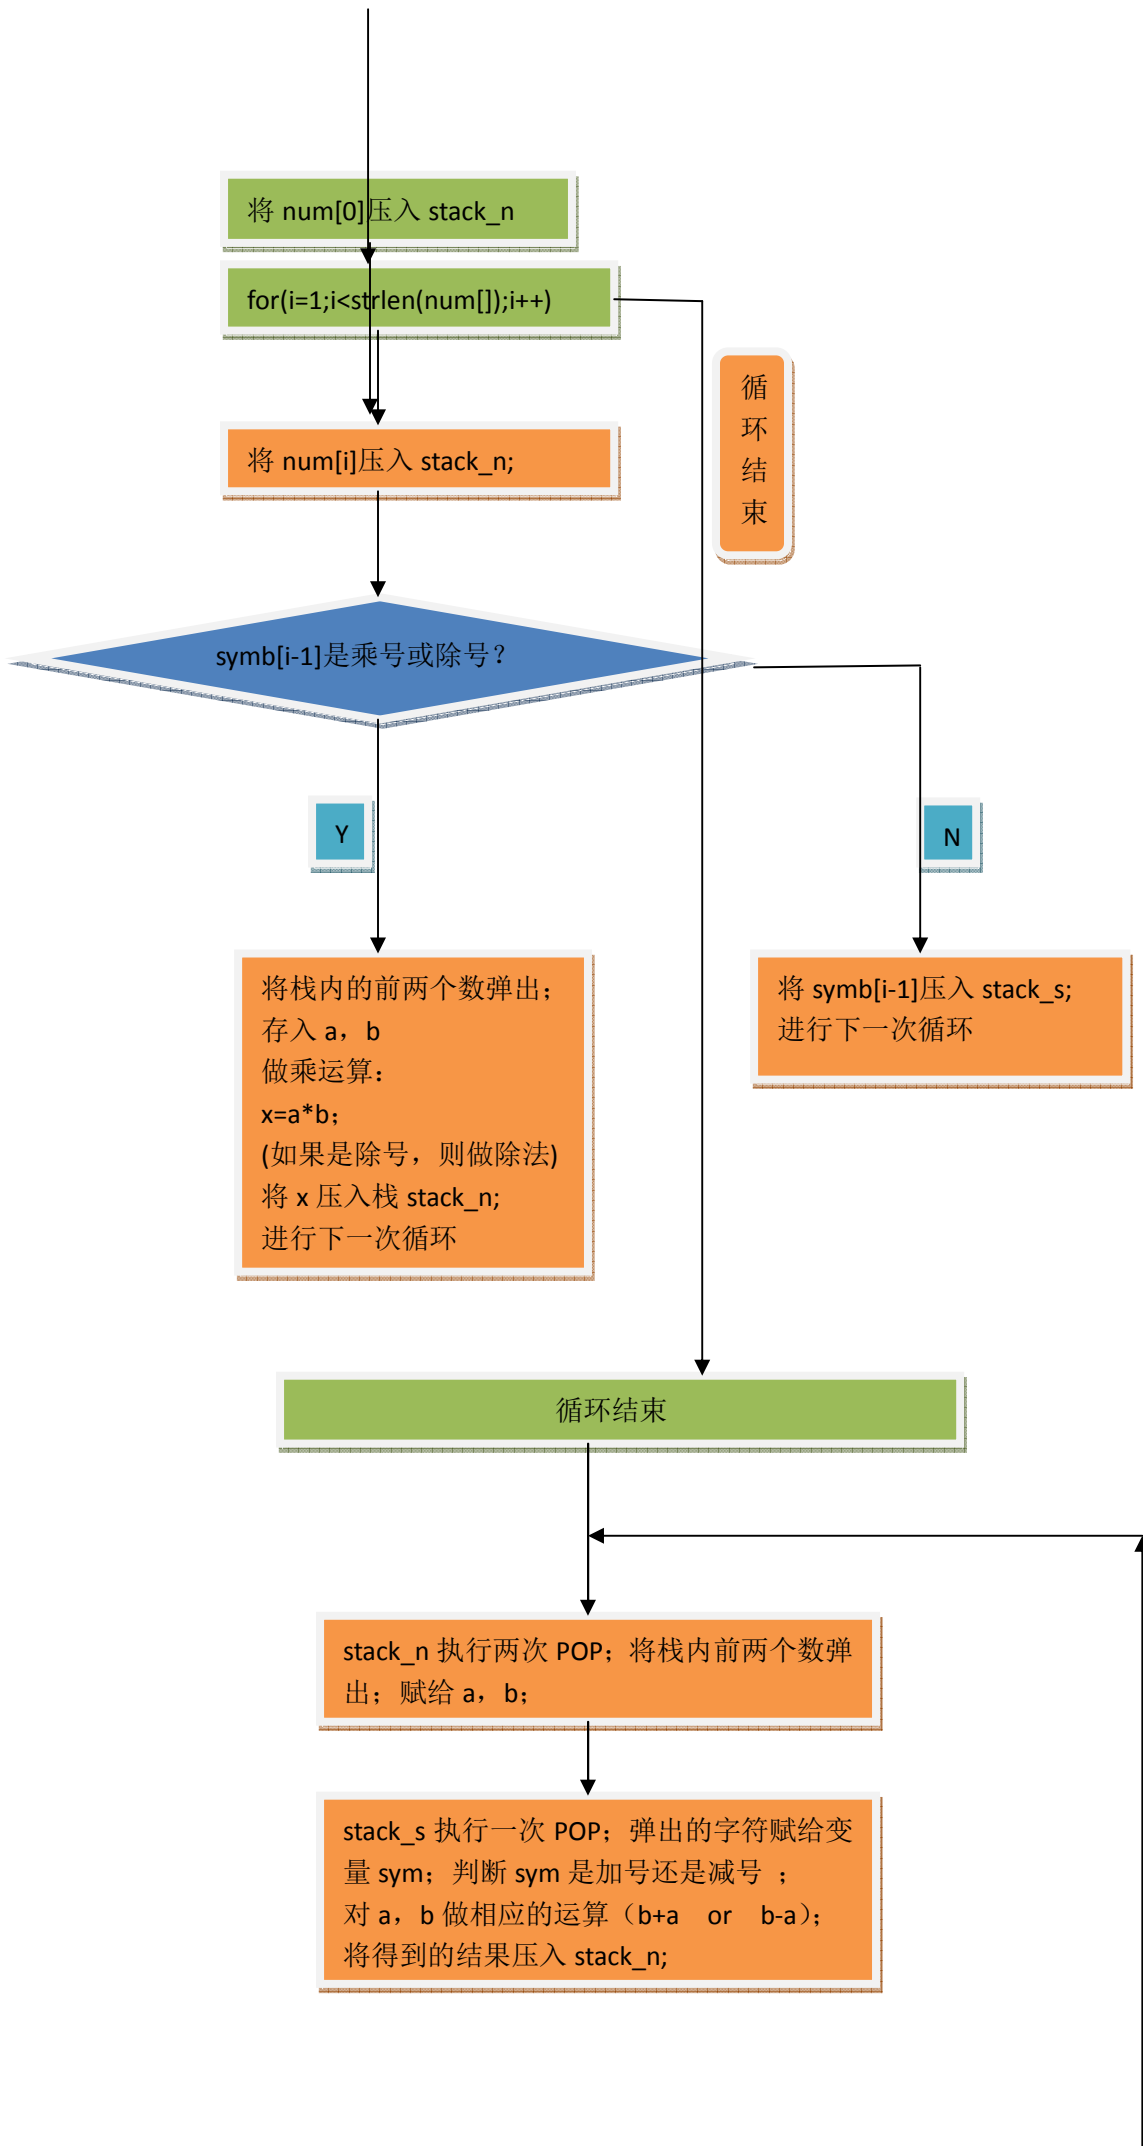 将 num[0]压入 stack_n
for(i=1;i<strlen(num[]);i++)
循
环
结
束
将 num[i]压入 stack_n;
symb[i-1]是乘号或除号？
Y
N
将栈内的前两个数弹出；
存入 a，b
做乘运算：
x=a*b；
(如果是除号，则做除法)
将 x 压入栈 stack_n;
进行下一次循环
将 symb[i-1]压入 stack_s;
进行下一次循环
循环结束
stack_n 执行两次 POP；将栈内前两个数弹
出；赋给 a，b；
stack_s 执行一次 POP；弹出的字符赋给变
量 sym；判断 sym 是加号还是减号 ；
对 a，b 做相应的运算（b+a or b-a）；
将得到的结果压入 stack_n;